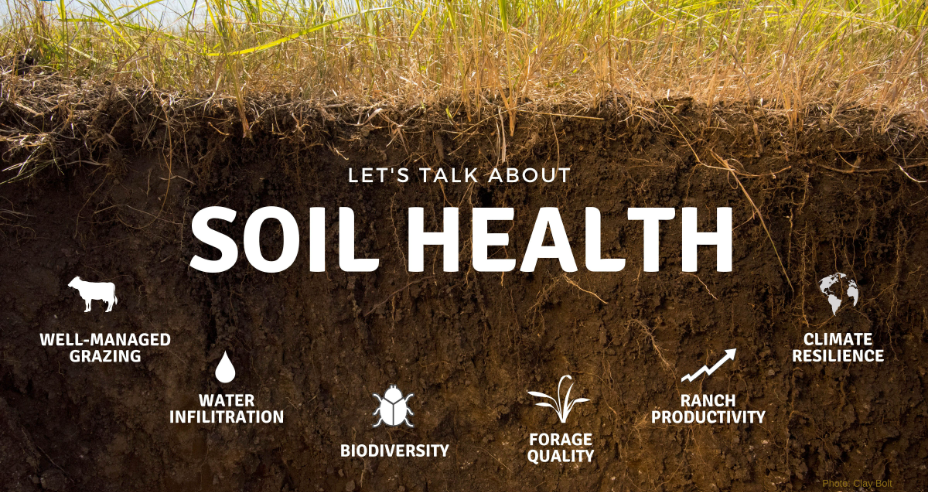 LET'S TALK ABOUT
SOIL HEALTH
WELL-MANAGED
GRAZING
WATER
INFILITRATION
BIODIVERSITY
FORAGE
QUALITY
RANCH
PRODUCTIVITY
CLIMATE
RESILIENCE
Photo: Clay Bolt